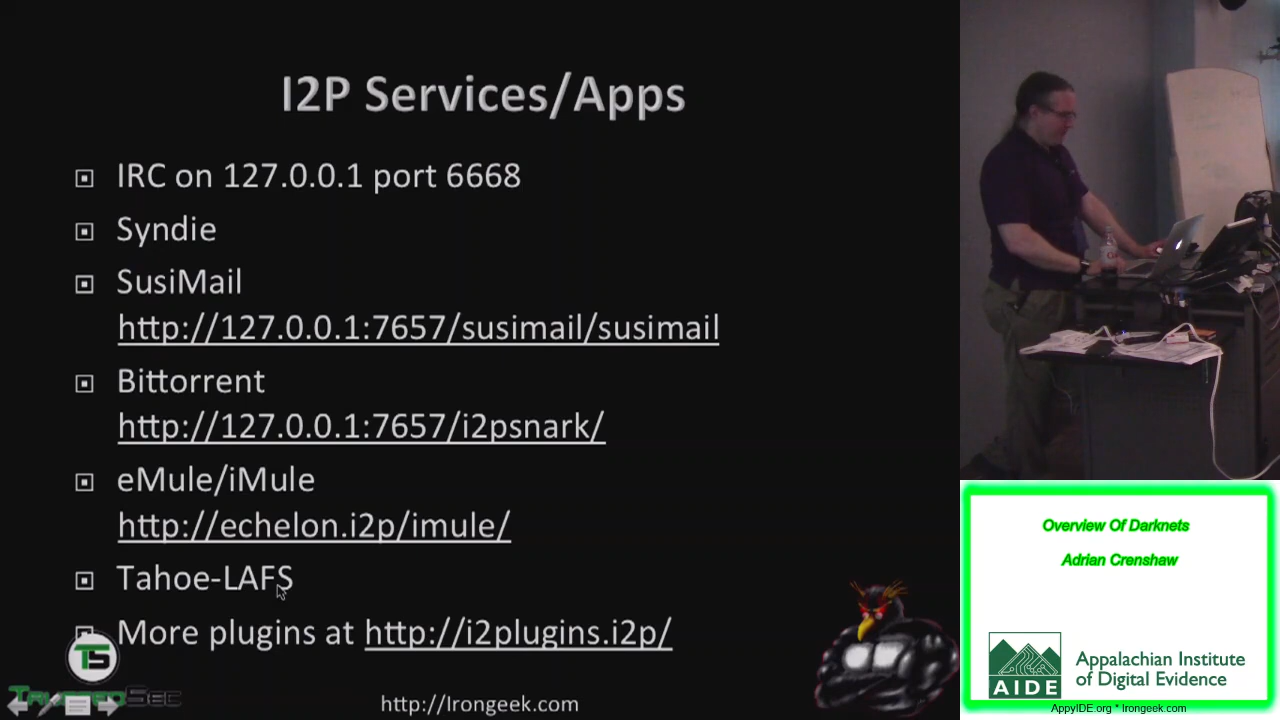 I2P Services/Apps
IRC on 127.0.0.1 port 6668
Syndie
SusiMail
http://127.0.0.1:7657/susimail/susimail
Bittorrent
http://127.0.0.1:7657/i2psnark/
eMule/iMule
http://echelon.i2p/imule/
Tahoe-LAFS
More plugins at http://i2plugins.i2p/
TS
TrustedSec
http://Irongeek.com
Overview Of Darknets
Adrian Crenshaw
AIDE
Appalachian Institute
of Digital Evidence
AppyIDE.org * Irongeek.com